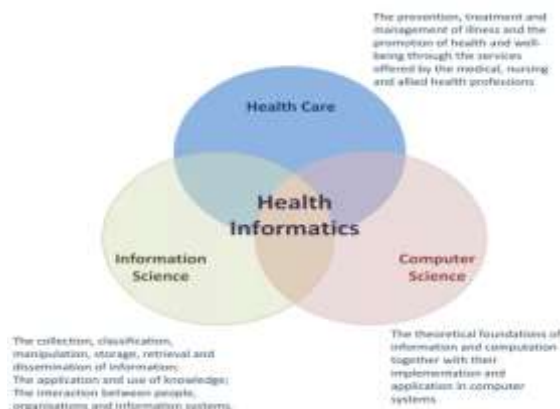 The prevention, treatment and
management of illness and the
promotion of health and well-
being through the services
offered by the medical, nursing
and allied health professions
Health Care
Health
Informatics
Information
Science
Computer
Science
The collection, classification,
manipulation, storage, retrieval and
dissemination of information;
The application and use of knowledge;
The interaction between people,
organisations and information systems.
The theoretical foundations of
information and computation
together with their
implementation and
application in computer
systems